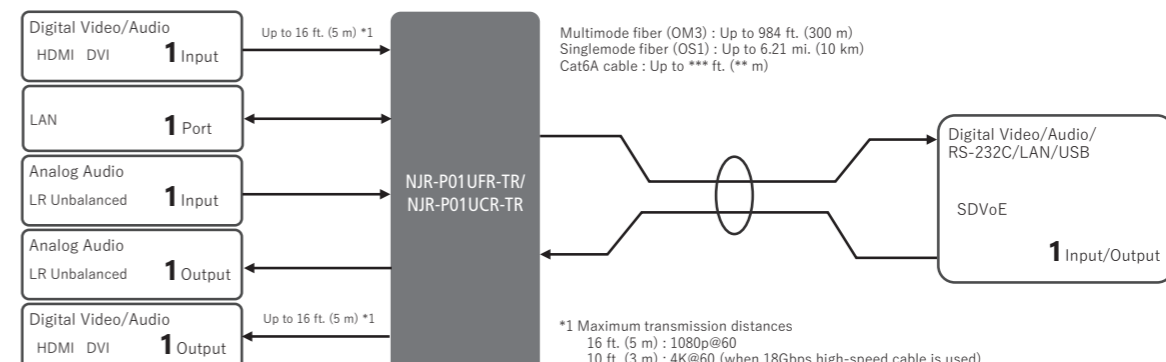 Digital Video/Audio
HDMI DVI 1 Input
Up to 16 ft. (5 m) *1
LAN
1 Port
Analog Audio
LR Unbalanced 1 Input
Analog Audio
LR Unbalanced 1 Output
Digital Video/Audio
HDMI DVI 1 Output
Up to 16 ft. (5 m) *1
NJR-P01UFR-TR/
NJR-P01UCR-TR
Multimode fiber (OM3) : Up to 984 ft. (300 m)
Singlemode fiber (OS1) : Up to 6.21 mi. (10 km)
Cat6A cable : Up to *** ft. (** m)
Digital Video/Audio/
RS-232C/LAN/USB
SDVoE
1 Input/Output
*1 Maximum transmission distances
16 ft. (5 m) : 1080p@60
10 ft. (3 m) : 4K@60 (when 18Gbps high-speed cable is used)